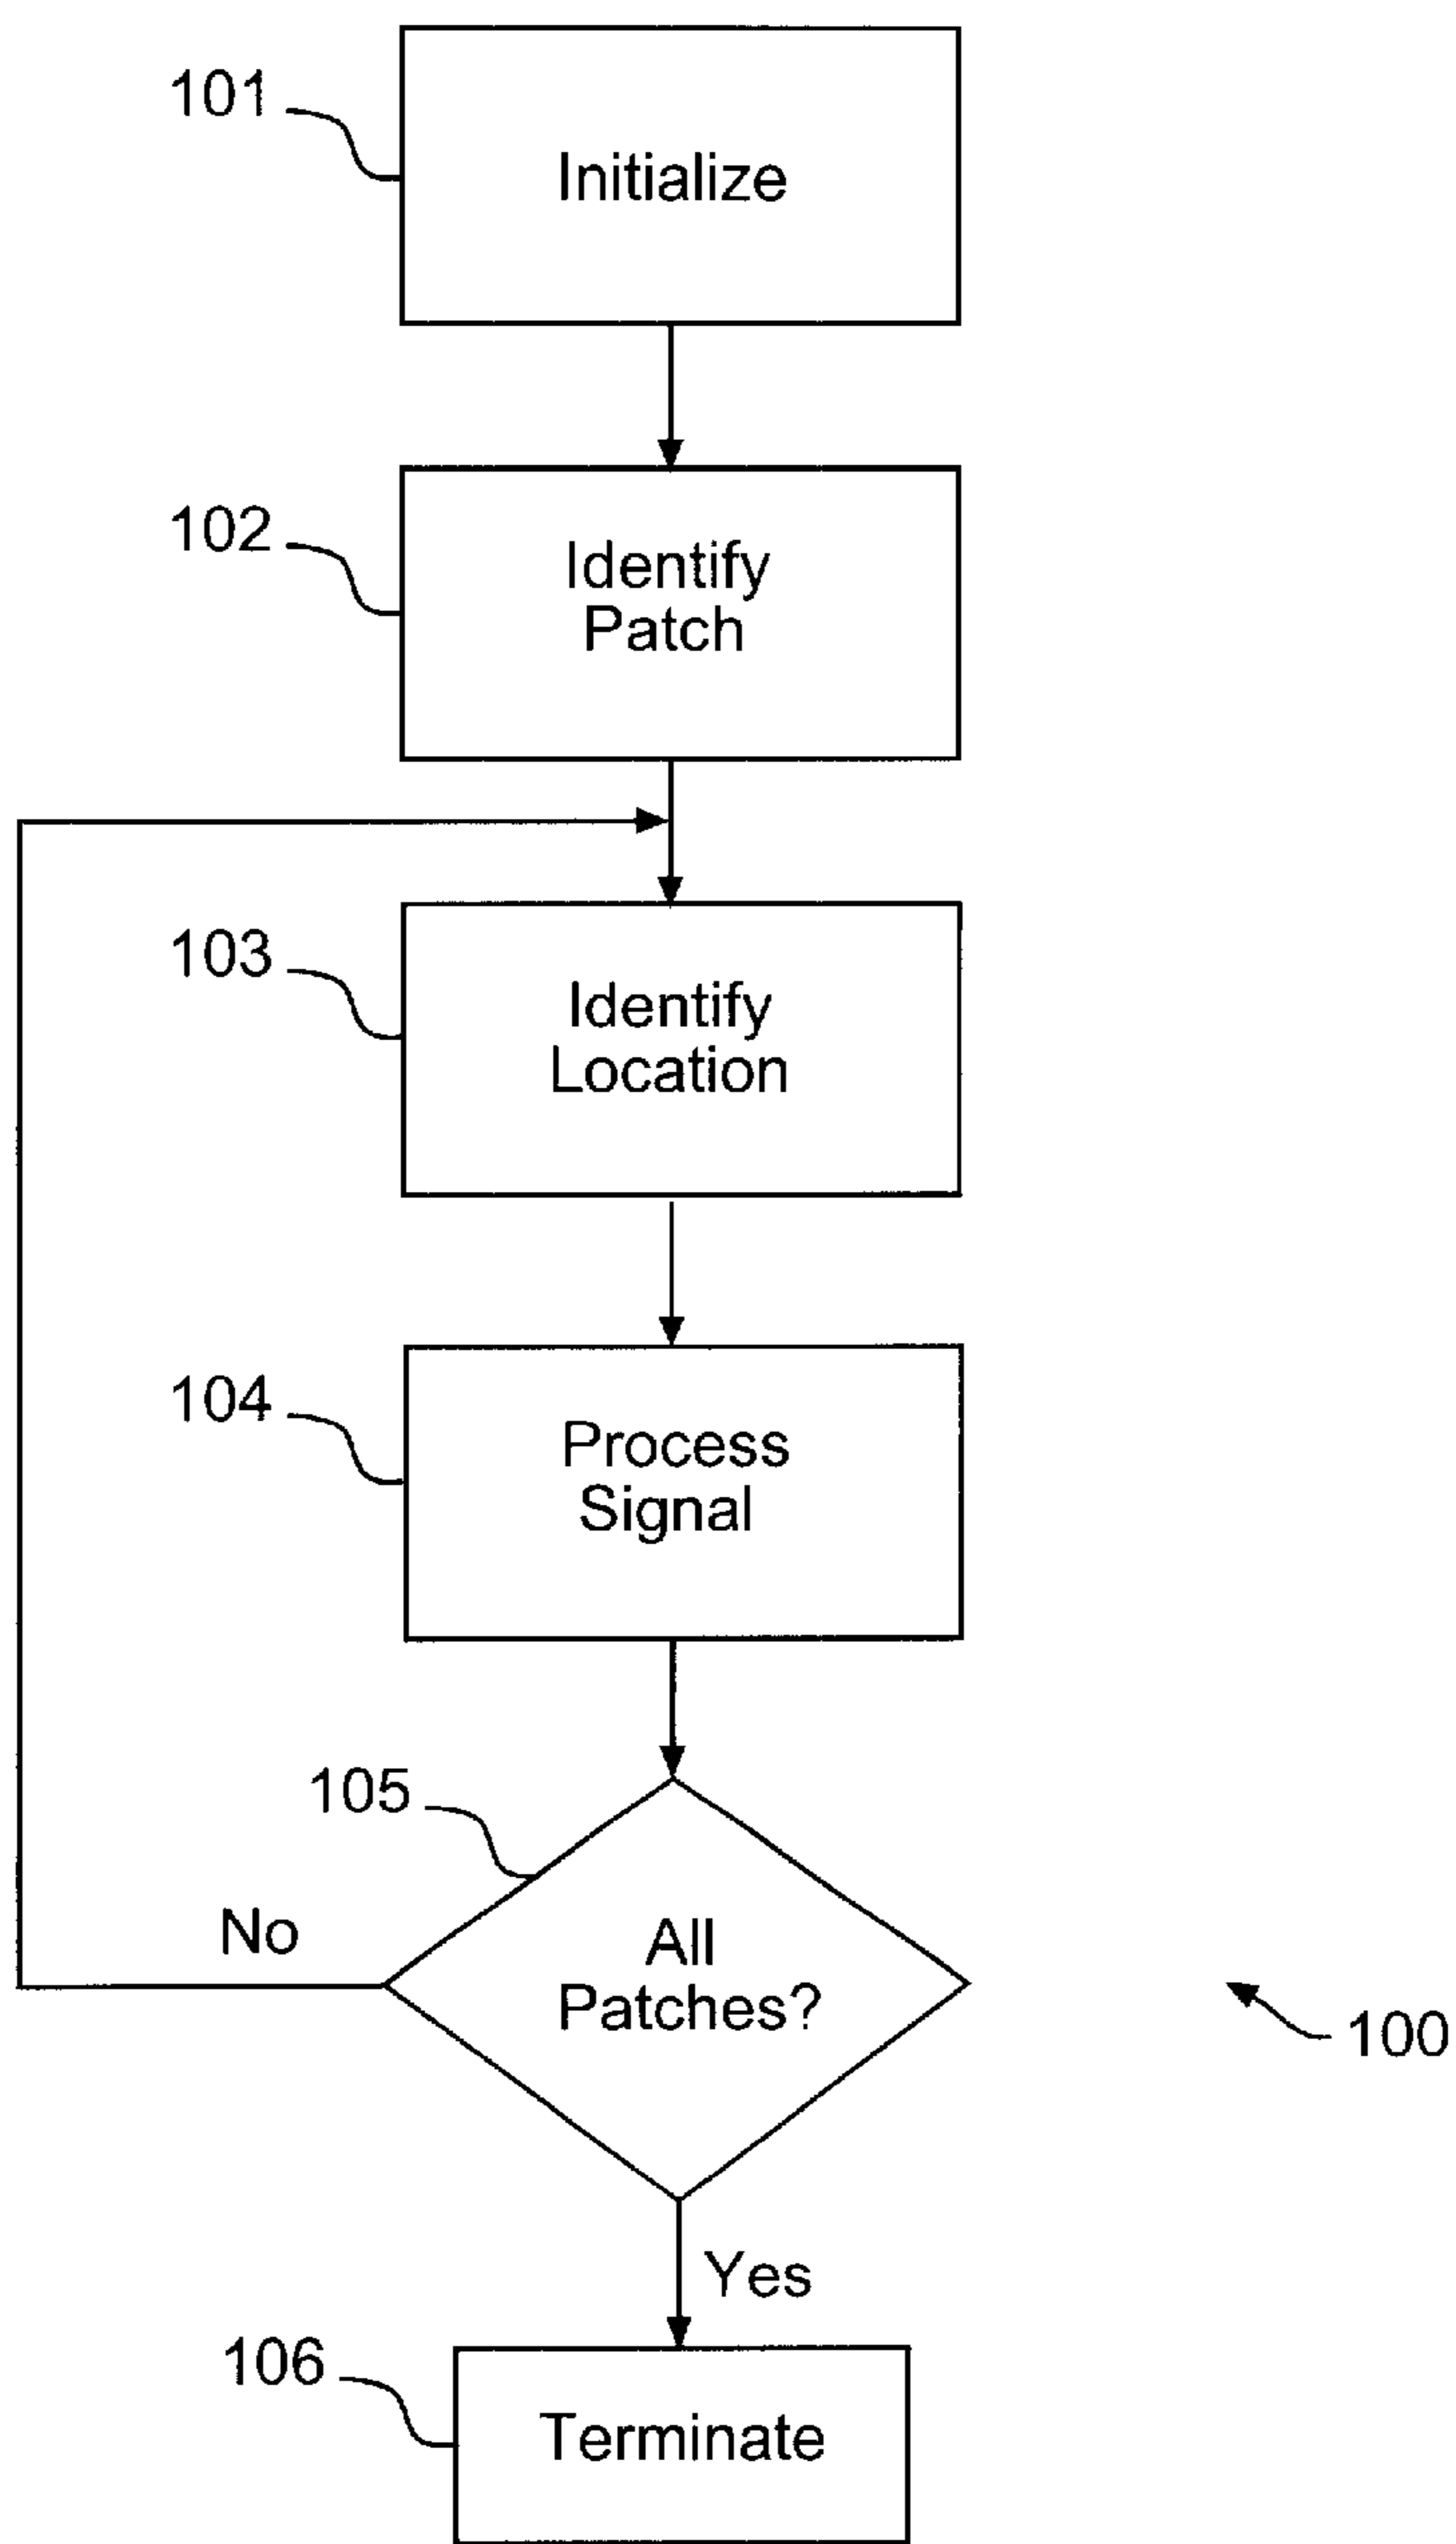 101
Initialize
102
Identify
Patch
103
Identify
Location
104
Process
Signal
105
No
All
Patches?
100
Yes
106
Terminate